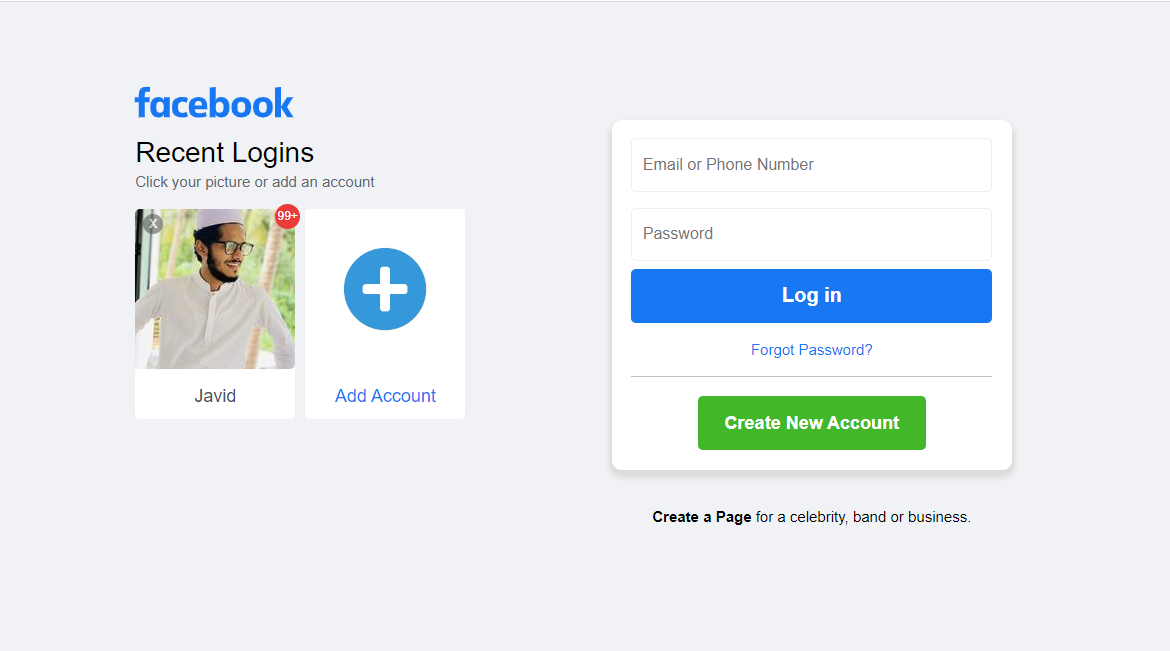 facebook
Recent Logins
Click your picture or add an account
X
99+
Javid
Add Account
Email or Phone Number
Password
Log in
Forgot Password?
Create New Account
Create a Page for a celebrity, band or business.